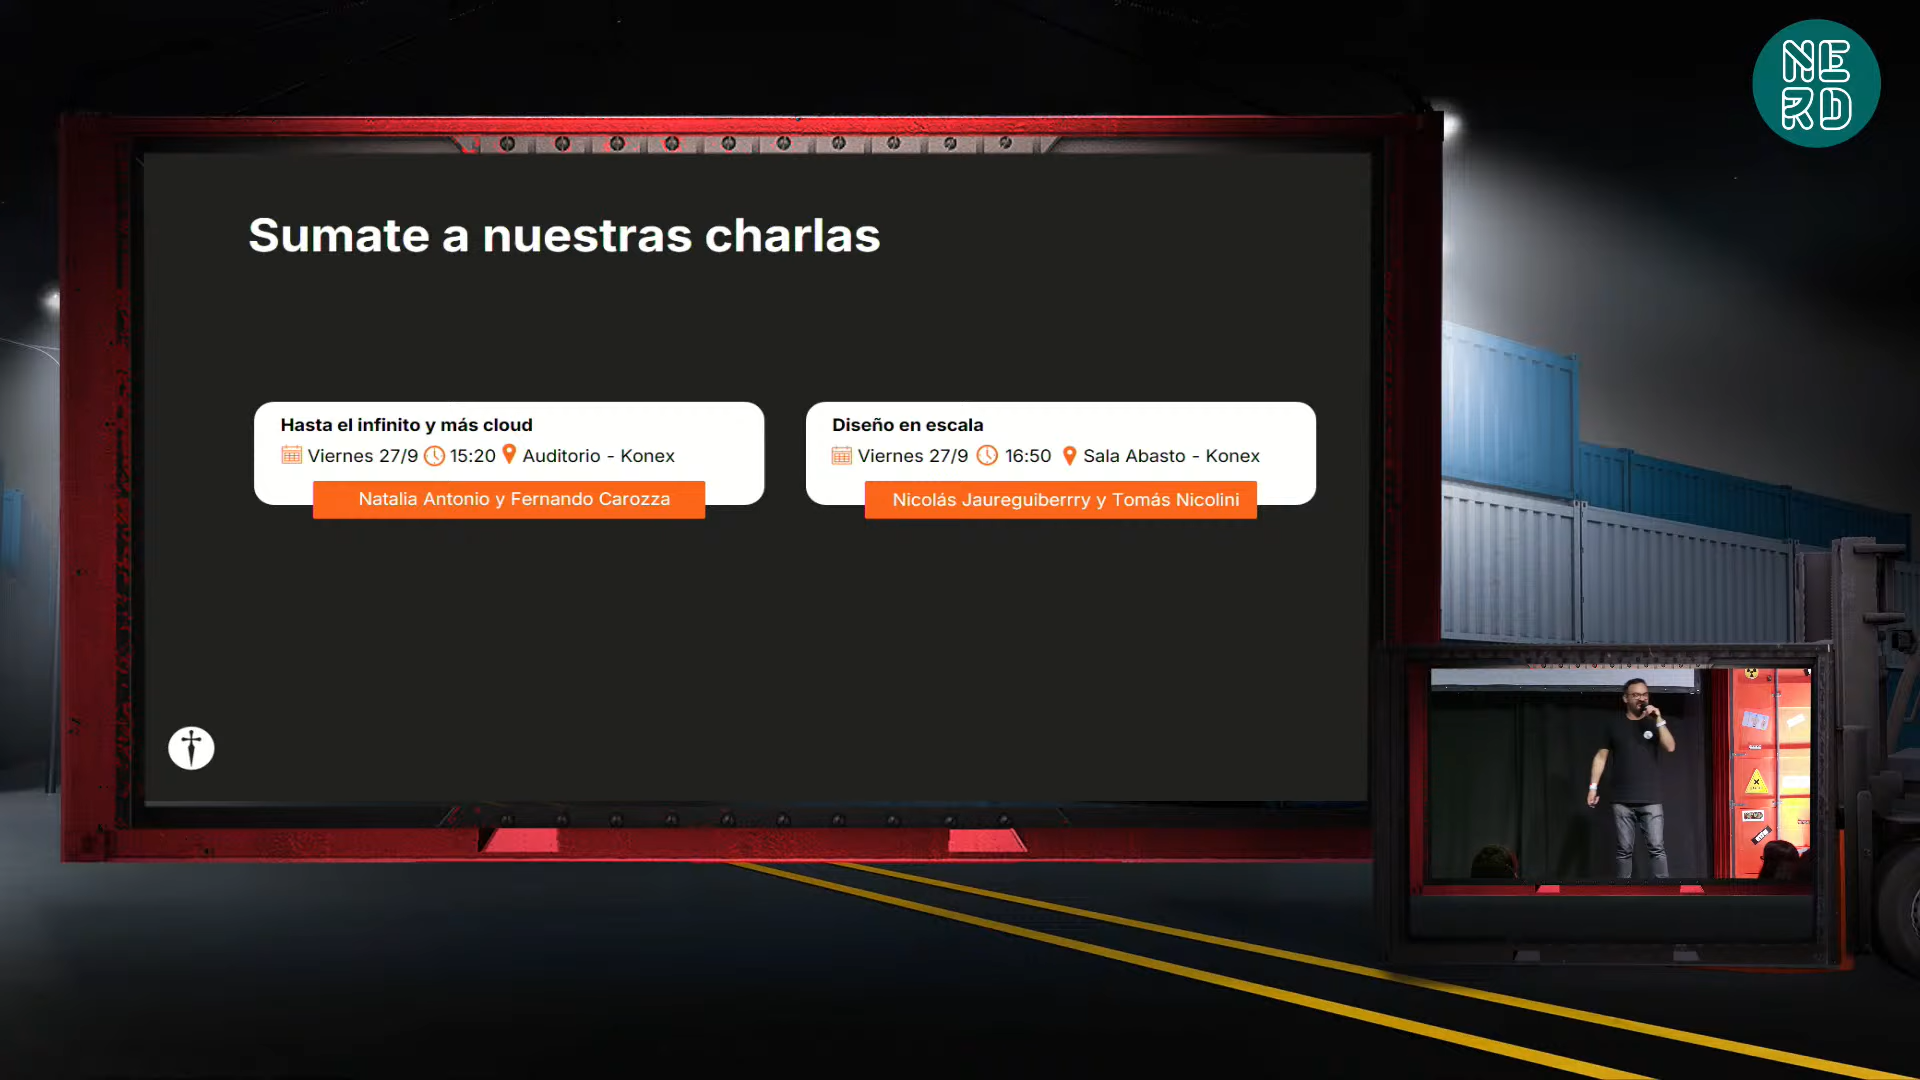 NE
RD
Sumate a nuestras charlas
Hasta el infinito y más cloud
Viernes 27/9 15:20 Auditorio - Konex
Natalia Antonio y Fernando Carozza
Diseño en escala
Viernes 27/9 16:50 Sala Abasto - Konex
Nicolás Jaureguiberrry y Tomás Nicolini